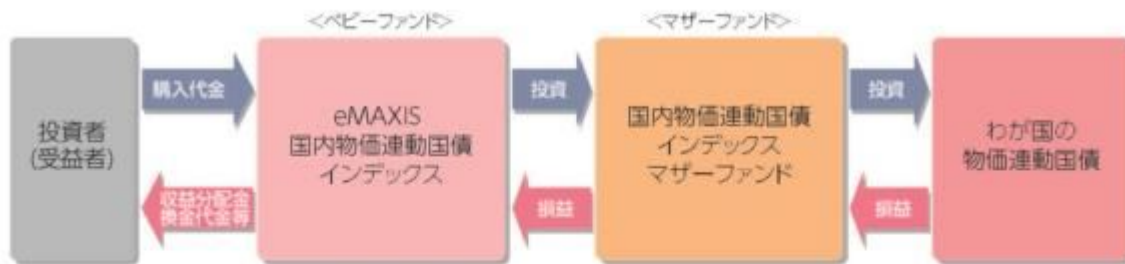 <ベビーファンド>
<マザーファンド>
投資者
(受益者)
購入代金
収益分配金
換金代金等
eMAXIS
国内物価連動国債
インデックス
投資
損益
国内物価連動国債
インデックス
マザーファンド
投資
損益
わが国の
物価連動国債